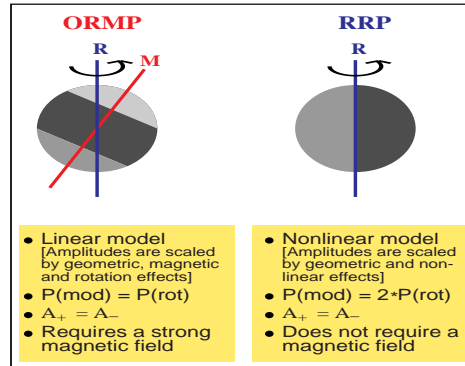 ORMP
R
M
• Linear model
[Amplitudes are scaled
by geometric, magnetic
and rotation effects]
• P(mod) = P(rot)
• A₊ = A₋
• Requires a strong
magnetic field
RRP
R
• Nonlinear model
[Amplitudes are scaled
by geometric and non-
linear effects]
• P(mod) = 2*P(rot)
• A₊ = A₋
• Does not require a
magnetic field